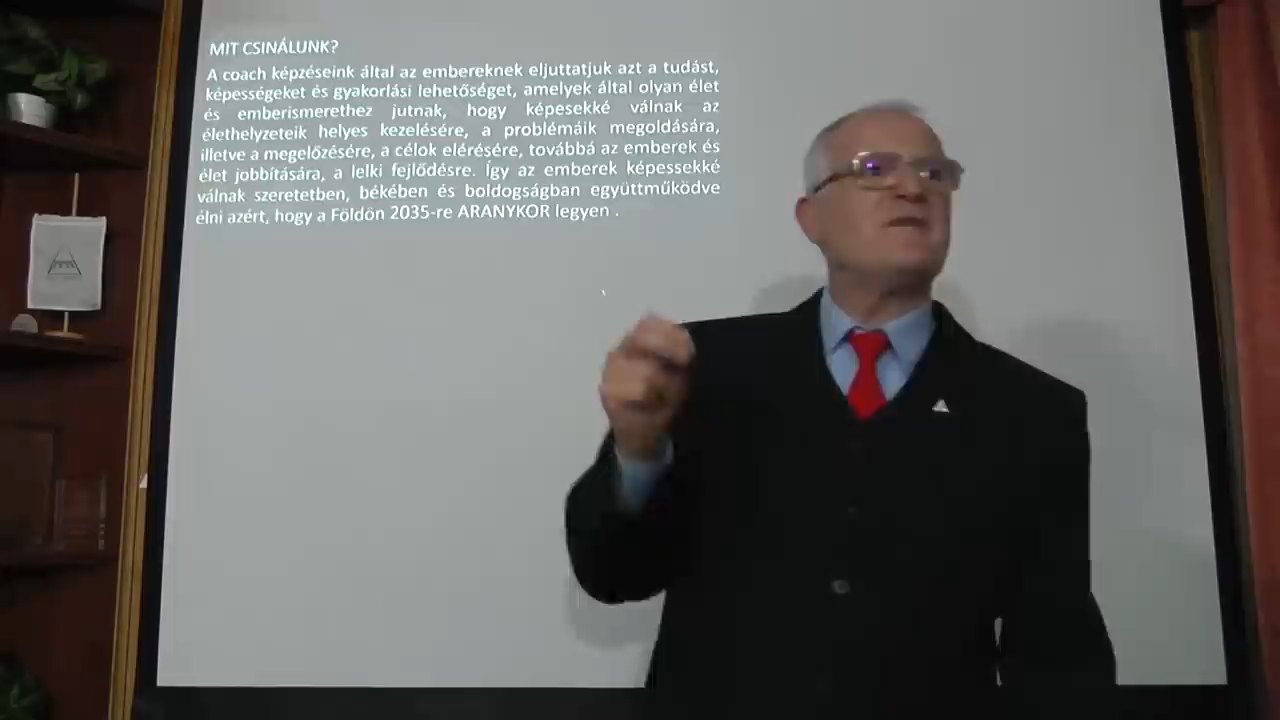 MIT CSINÁLUNK?
A coach képzéseink által az embereknek eljuttatjuk azt a tudást,
képességeket és gyakorlási lehetőséget, amelyek által olyan élet
és emberismerethez jutnak, hogy képesekké válnak az
élethelyzeteik helyes kezelésére, a problémáik megoldására,
illetve a megelőzésére, a célok elérésére, továbbá az emberek és
élet jobbítására, a lelki fejlődésre. Így az emberek képessekké
válnak szeretetben, békében és boldogságban együttműködve
élni azért, hogy a Földön 2035-re ARANYKOR legyen .